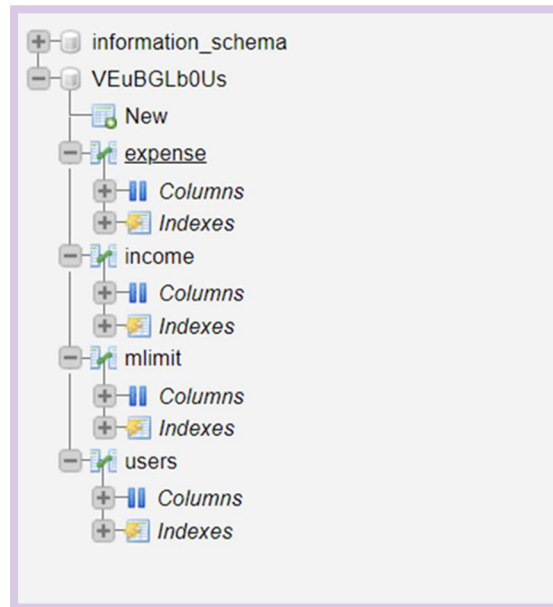 information_schema
VEuBGLb0Us
New
expense
Columns
Indexes
income
Columns
Indexes
mlimit
Columns
Indexes
users
Columns
Indexes